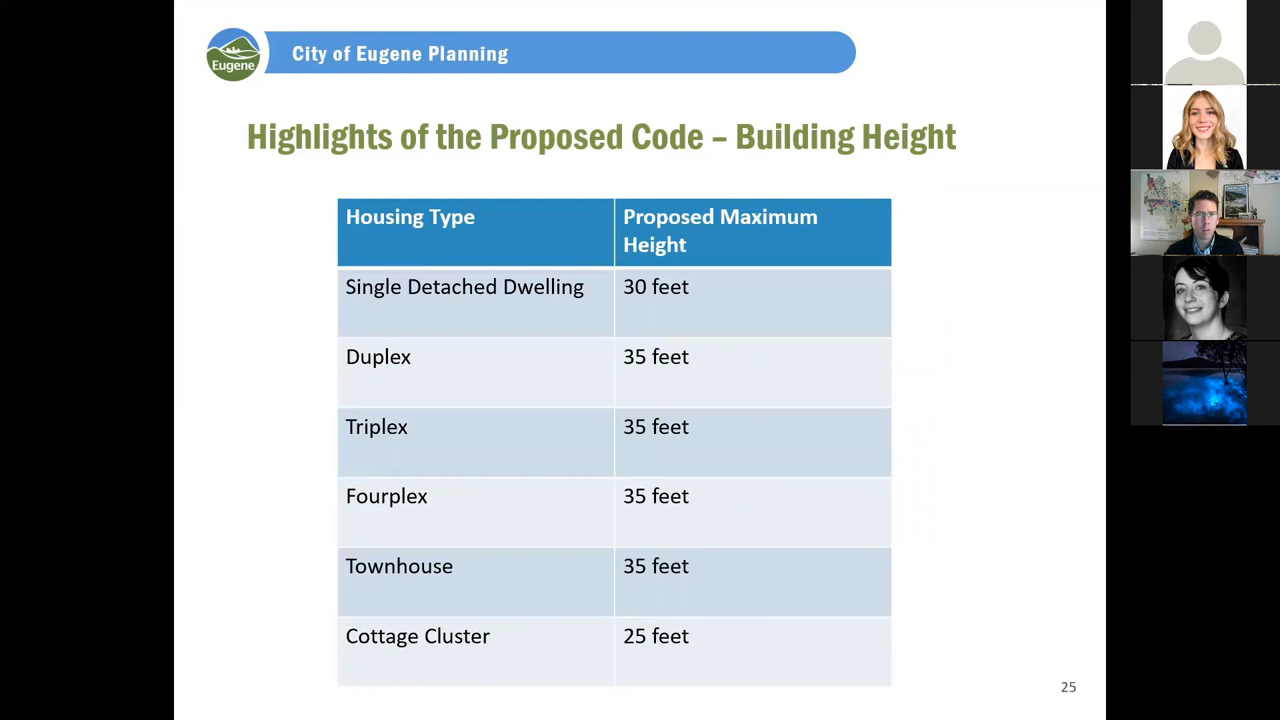 Eugene
City of Eugene Planning
Highlights of the Proposed Code – Building Height
Housing Type
Proposed Maximum
Height
Single Detached Dwelling
30 feet
Duplex
35 feet
Triplex
35 feet
Fourplex
35 feet
Townhouse
35 feet
Cottage Cluster
25 feet
25